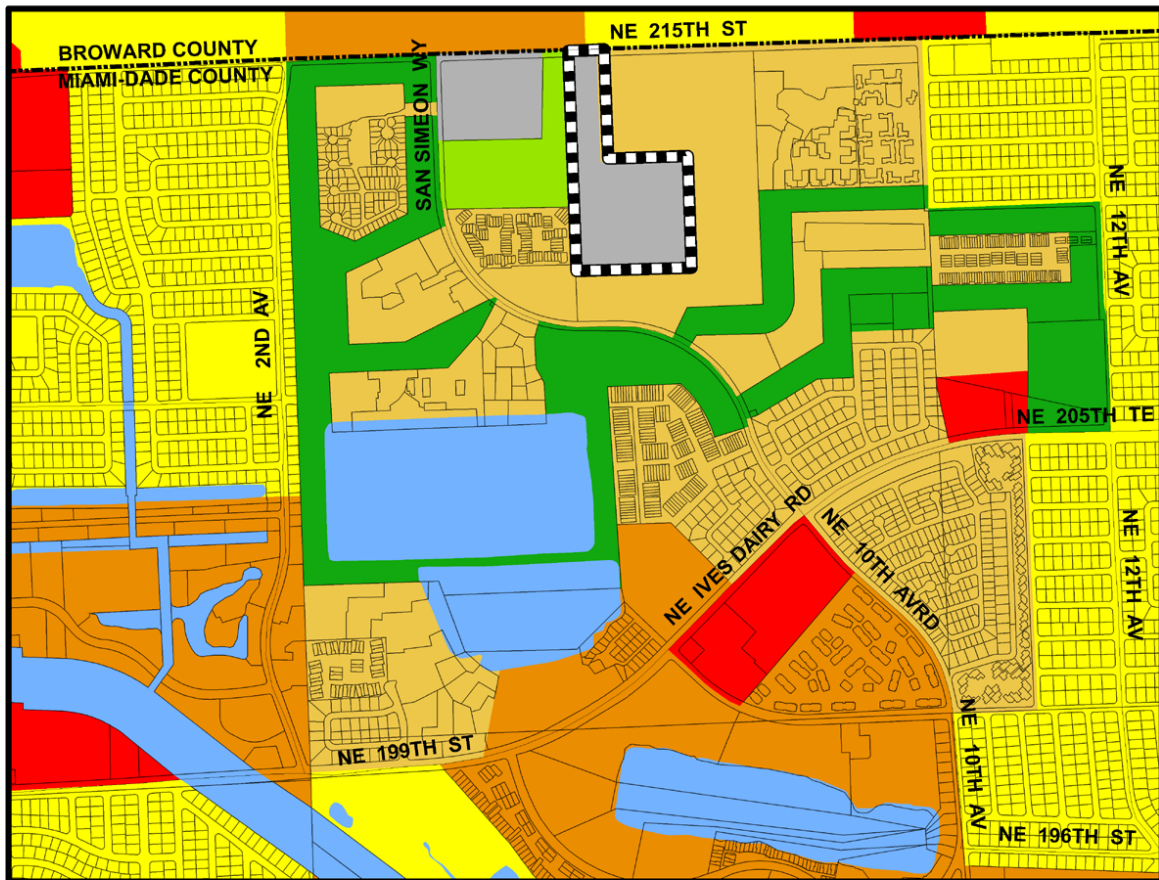 NE 215TH ST
BROWARD COUNTY
MIAMI-DADE COUNTY
SAN SIMEON WY
NE 12TH AV
NE 2ND AV
NE 205TH TE
NE IVES DAIRY RD
NE 10TH AVRD
NE 12TH AV
NE 199TH ST
NE 10TH AV
NE 196TH ST